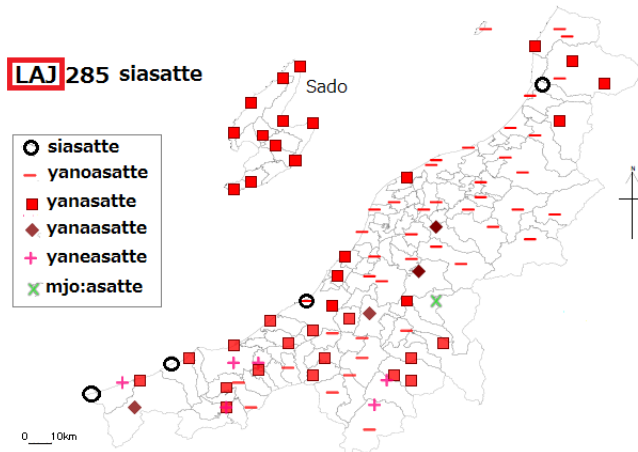 LAJ 285 siasatte
Sado
siasatte
yanoasatte
yanasatte
yanaasatte
yaneasatte
mjo:asatte
N
0 10km